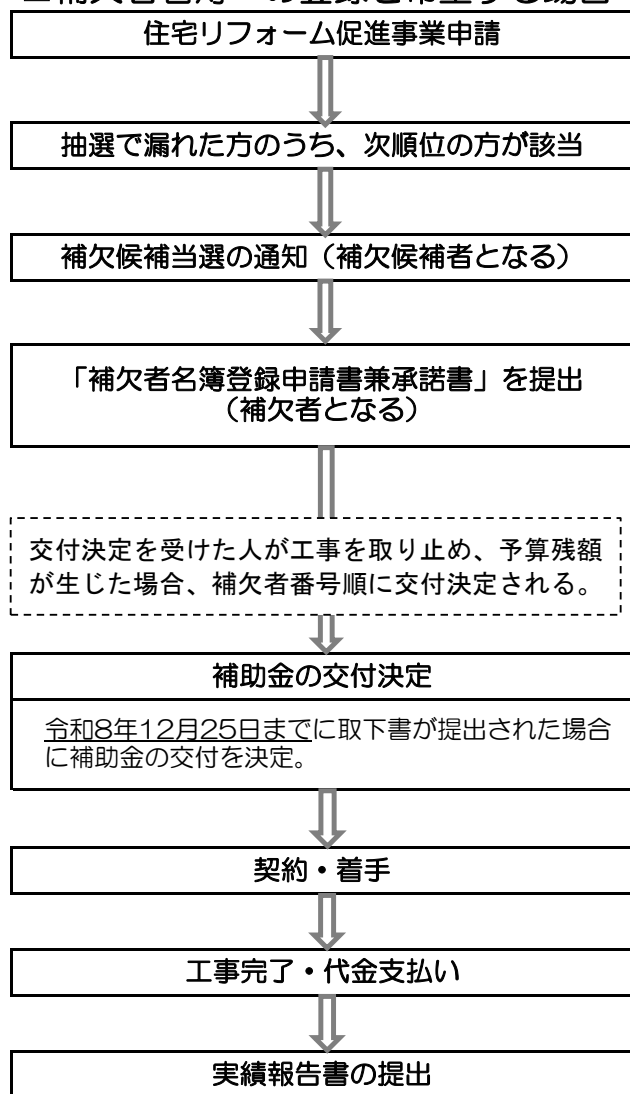 住宅リフォーム促進事業申請
抽選で漏れた方のうち、次順位の方が該当
補欠候補当選の通知（補欠候補者となる）
「補欠者名簿登録申請書兼承諾書」を提出
（補欠者となる）
交付決定を受けた人が工事を取り止め、予算残額
が生じた場合、補欠者番号順に交付決定される。
補助金の交付決定
令和8年12月25日までに取下書が提出された場合
に補助金の交付を決定。
契約・着手
工事完了・代金支払い
実績報告書の提出